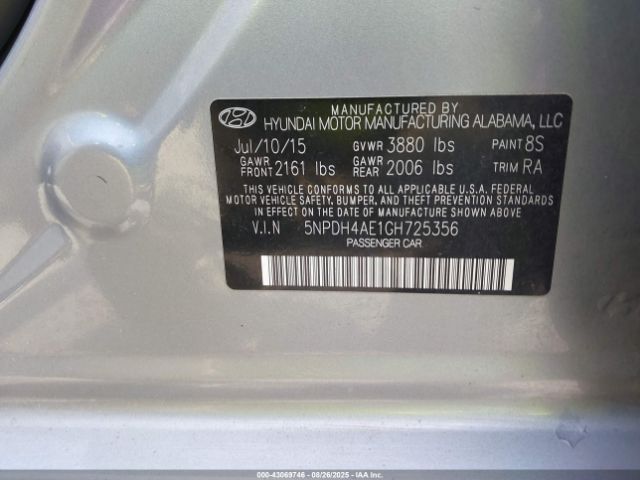 MANUFACTURED BY
HYUNDAI MOTOR MANUFACTURING ALABAMA, LLC
Jul/10/15 GVWR 3880 lbs PAINT 8S
GAWR FRONT 2161 lbs GAWR REAR 2006 lbs TRIM RA
THIS VEHICLE CONFORMS TO ALL APPLICABLE U.S.A. FEDERAL
MOTOR VEHICLE SAFETY, BUMPER, AND THEFT PREVENTION STANDARDS
IN EFFECT ON THE DATE OF MANUFACTURE SHOWN ABOVE
V.I.N 5NPDH4AE1GH725356
PASSENGER CAR
000-43069746 08/26/2025 COPYRIGHT IAA, INC.